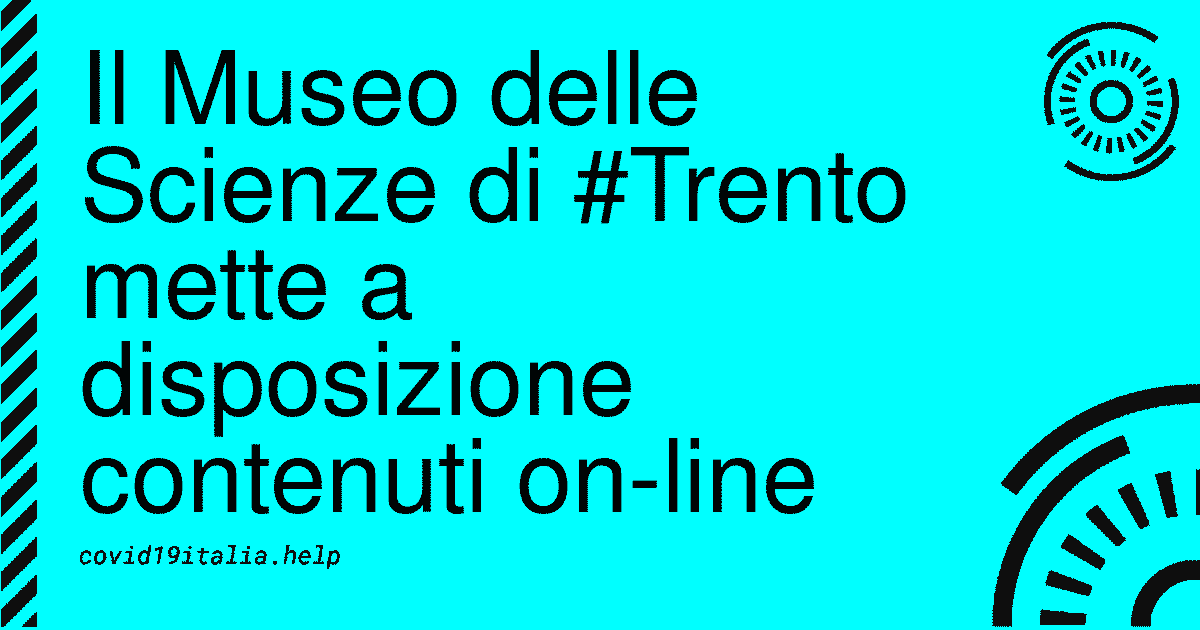 Il Museo delle
Scienze di #Trento
mette a
disposizione
contenuti on-line
covid19italia.help